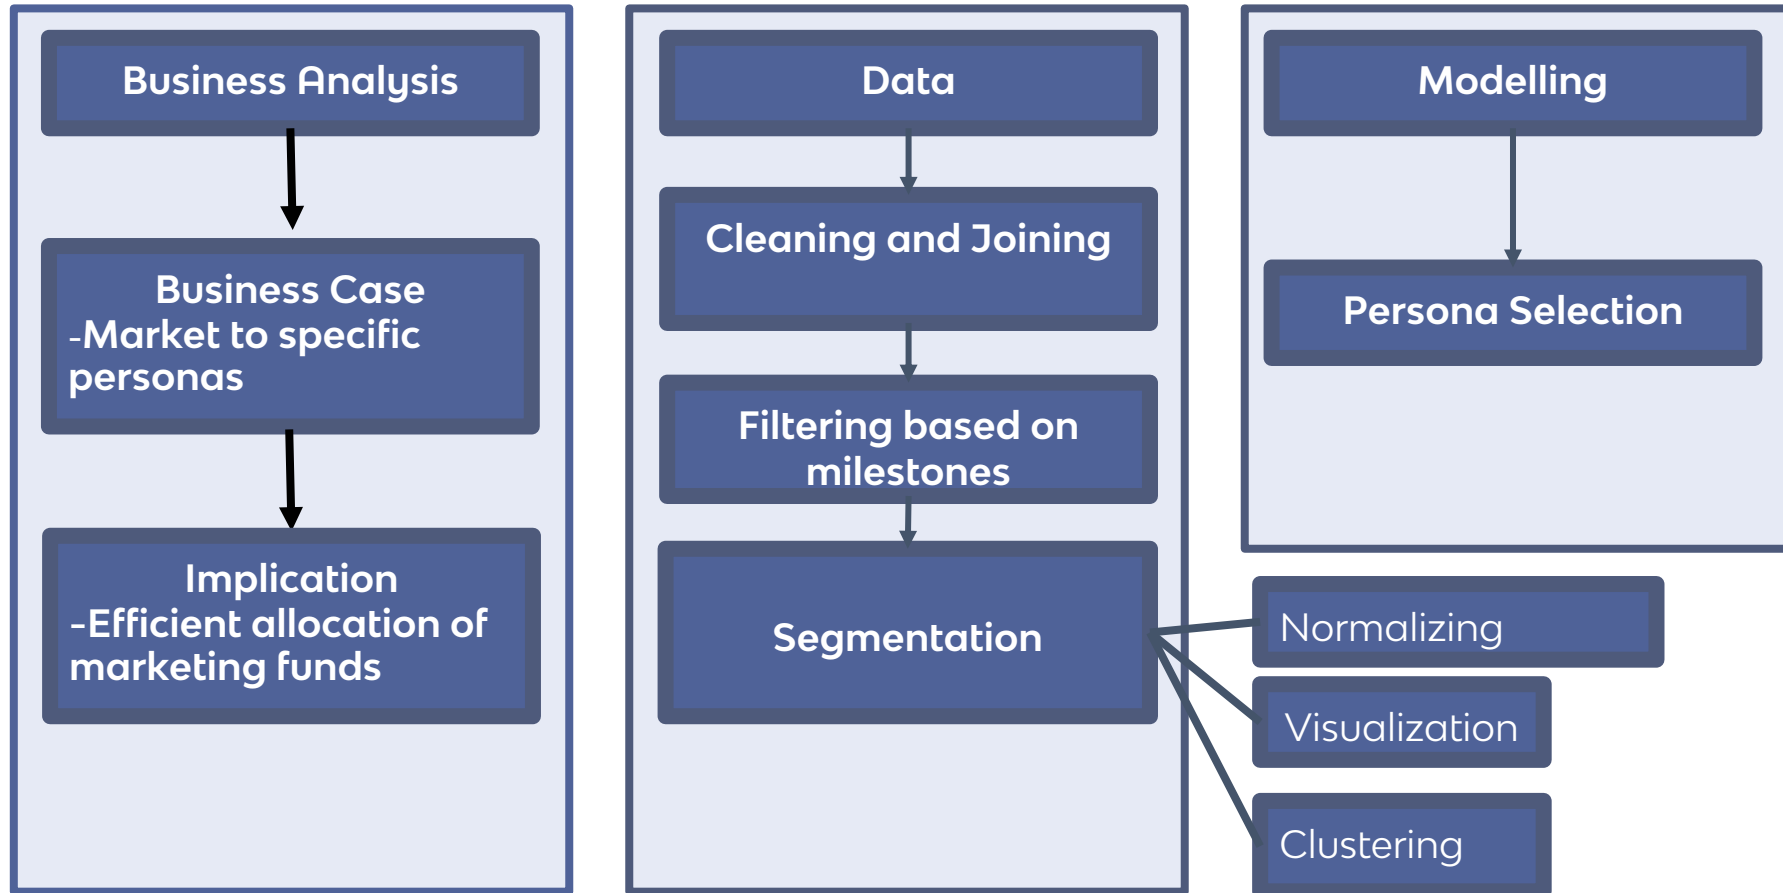 Business Analysis
Business Case
-Market to specific
personas
Implication
-Efficient allocation of
marketing funds
Data
Cleaning and Joining
Filtering based on
milestones
Segmentation
Modelling
Persona Selection
Normalizing
Visualization
Clustering